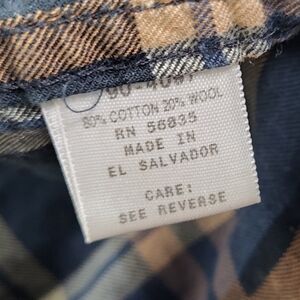 80% COTTON 20% WOOL
RN 56835
MADE IN
EL SALVADOR
CARE:
SEE REVERSE